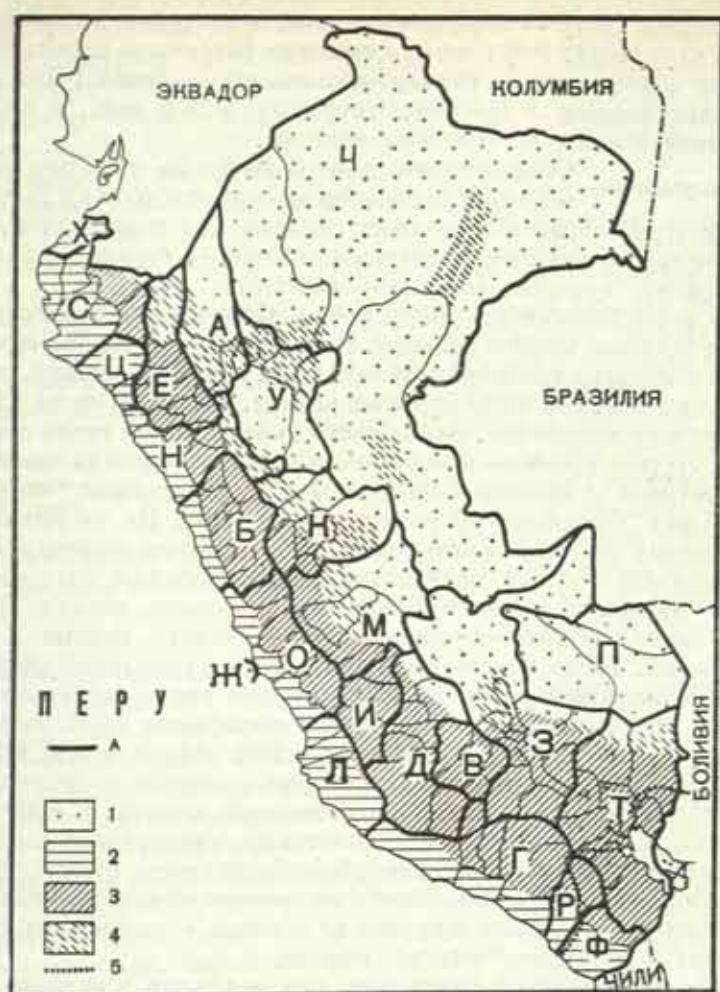 ЭКВАДОР
КОЛУМБИЯ
Ч
Х
С
А
Ц
Е
У
БРАЗИЛИЯ
Н
Б
Н
М
П
О
Ж
ПЕРУ
И
З
БОЛИВИЯ
А
Л
Д
В
1
Т
2
Г
3
Р
4
Ф
5
ЧИЛИ